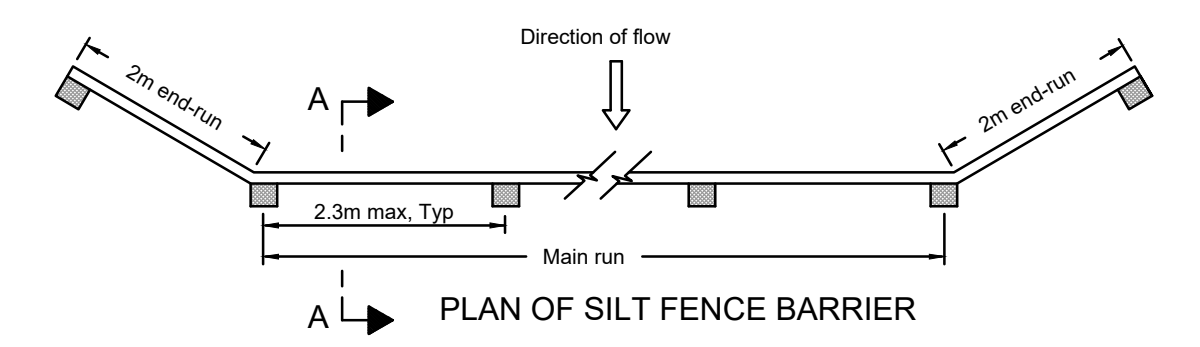 Direction of flow
2m end-run
2m end-run
A
2.3m max, Typ
Main run
A
PLAN OF SILT FENCE BARRIER